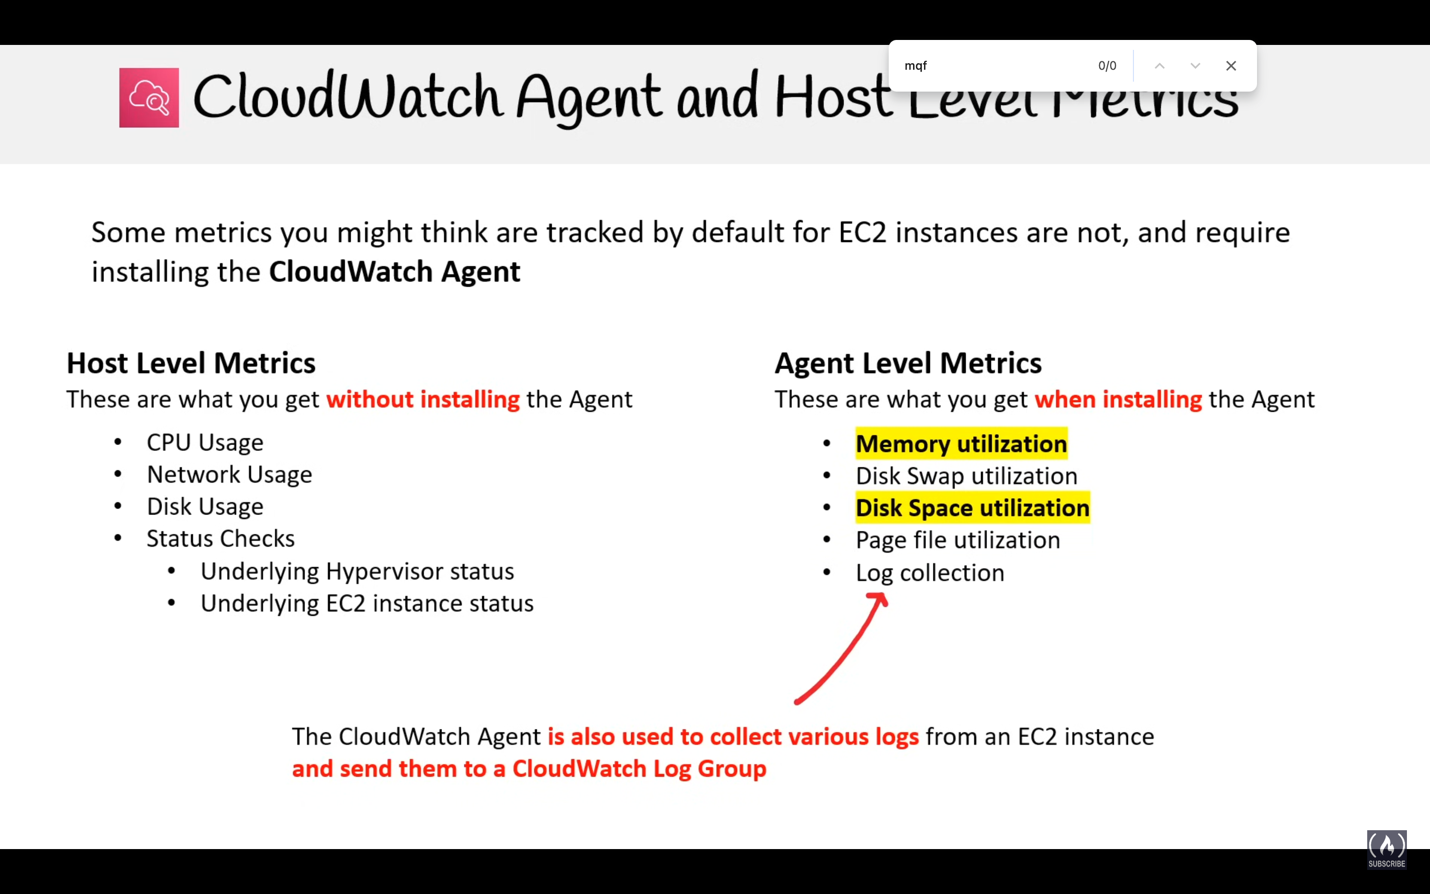 mqf 0/0
CloudWatch Agent and Host Level Metrics
Some metrics you might think are tracked by default for EC2 instances are not, and require
installing the CloudWatch Agent
Host Level Metrics
These are what you get without installing the Agent
• CPU Usage
• Network Usage
• Disk Usage
• Status Checks
• Underlying Hypervisor status
• Underlying EC2 instance status
Agent Level Metrics
These are what you get when installing the Agent
• Memory utilization
• Disk Swap utilization
• Disk Space utilization
• Page file utilization
• Log collection
The CloudWatch Agent is also used to collect various logs from an EC2 instance
and send them to a CloudWatch Log Group
SUBSCRIBE